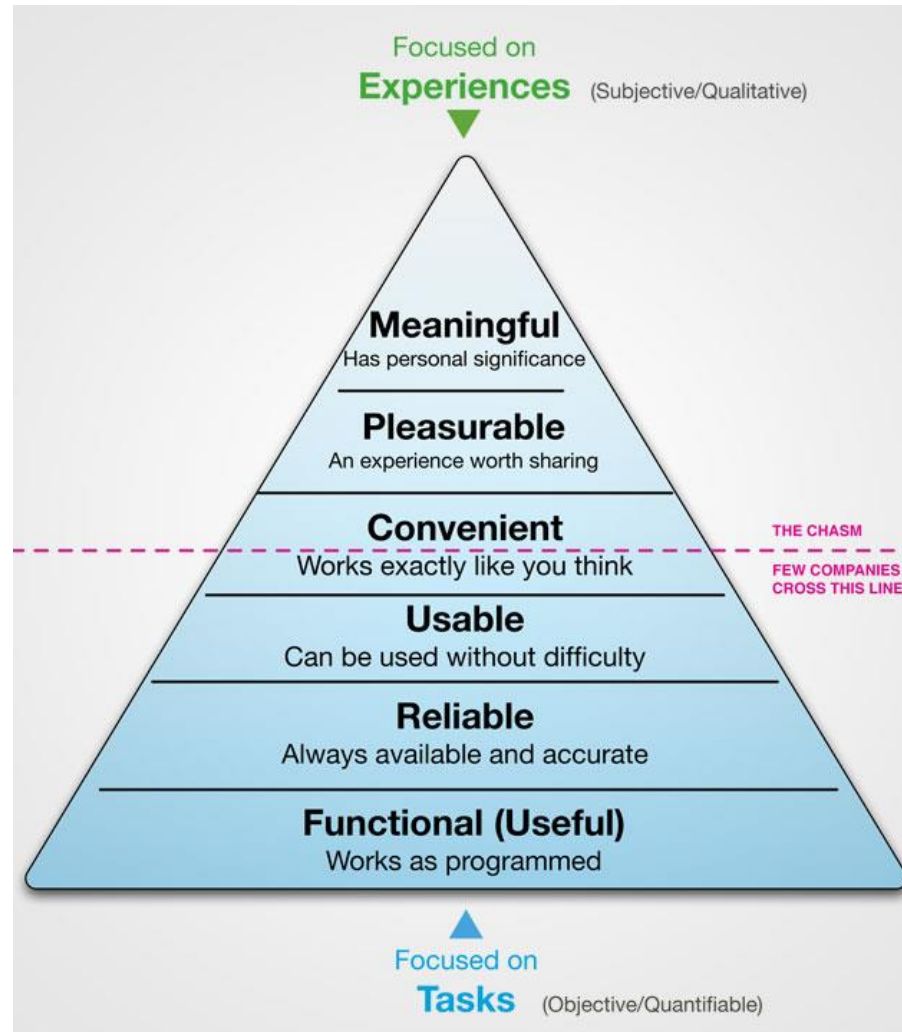 Focused on
Experiences (Subjective/Qualitative)
Meaningful
Has personal significance
Pleasurable
An experience worth sharing
Convenient
THE CHASM
Works exactly like you think
FEW COMPANIES
CROSS THIS LINE
Usable
Can be used without difficulty
Reliable
Always available and accurate
Functional (Useful)
Works as programmed
Focused on
Tasks (Objective/Quantifiable)